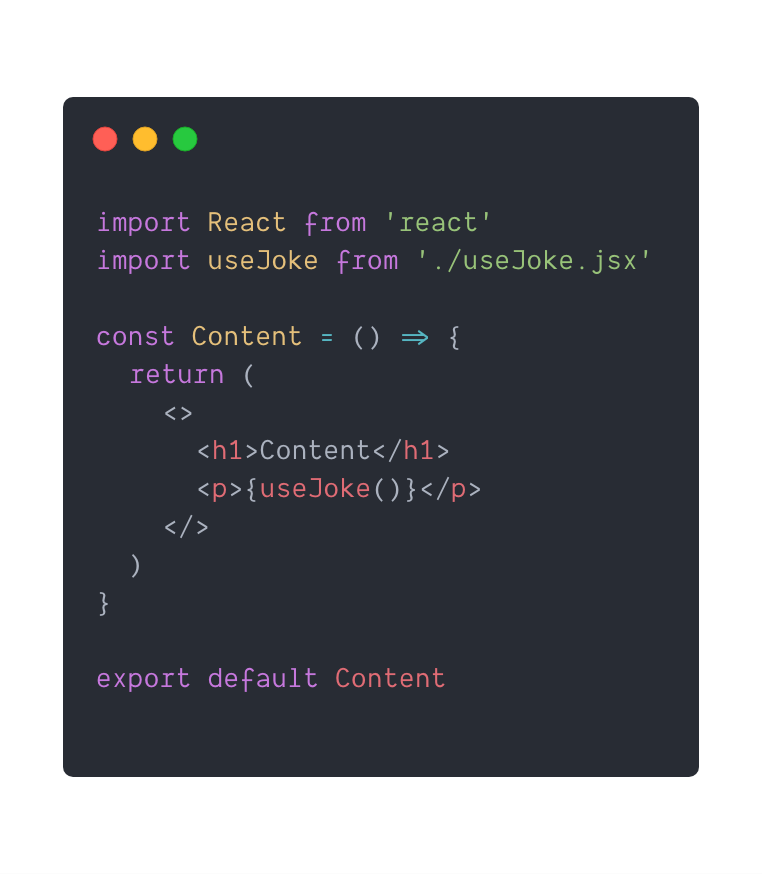 import React from 'react'
import useJoke from './useJoke.jsx'
const Content = () => {
return (
<>
<h1>Content</h1>
<p>{useJoke()}</p>
</>
)
}
export default Content